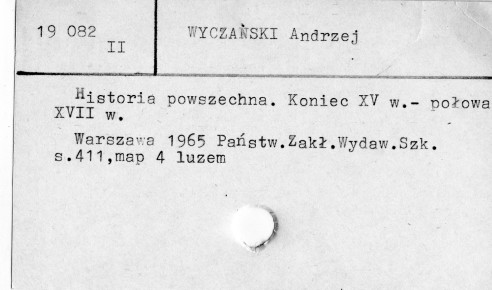 19 082
II
WYCZAŃSKI Andrzej
Historia powszechna. Koniec XV w.- połowa
XVII w.
Warszawa 1965 Państw.Zakł.Wydaw.Szk.
s.411,map 4 luzem